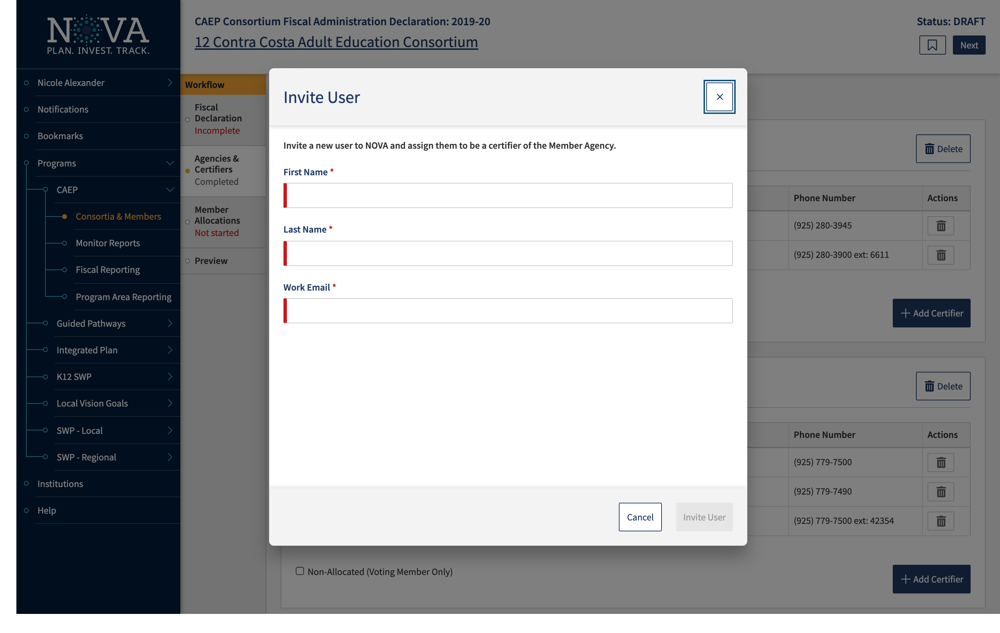 NOVA
PLAN. INVEST. TRACK.
Nicole Alexander
Notifications
Bookmarks
Programs
CAEP
Consortia & Members
Monitor Reports
Fiscal Reporting
Program Area Reporting
Guided Pathways
Integrated Plan
K12 SWP
Local Vision Goals
SWP - Local
SWP - Regional
Institutions
Help
CAEP Consortium Fiscal Administration Declaration: 2019-20
12 Contra Costa Adult Education Consortium
Status: DRAFT
Next
Workflow
Fiscal
Declaration
Incomplete
Agencies &
Certifiers
Completed
Member
Allocations
Not started
Preview
Invite User
Invite a new user to NOVA and assign them to be a certifier of the Member Agency.
First Name *
Last Name *
Work Email *
Cancel
Invite User
Delete
Phone Number
Actions
(925) 280-3945
(925) 280-3900 ext: 6611
Add Certifier
Delete
Phone Number
Actions
(925) 779-7500
(925) 779-7490
(925) 779-7500 ext: 42354
Non-Allocated (Voting Member Only)
Add Certifier